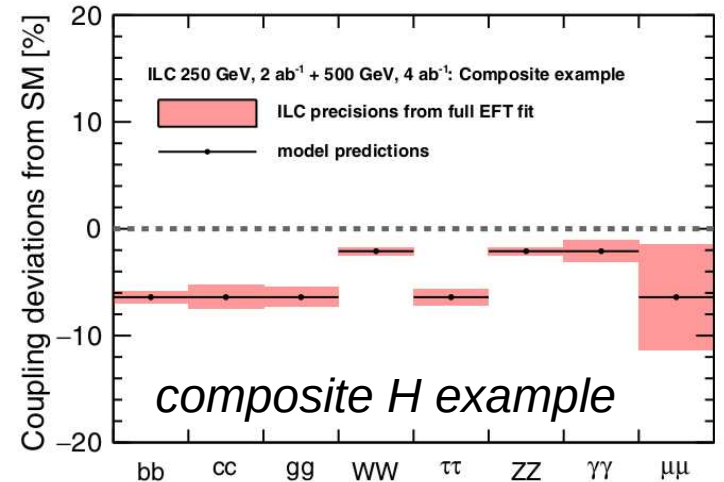 Coupling deviations from SM [%]
20
10
0
−10
−20
ILC 250 GeV, 2 ab⁻¹ + 500 GeV, 4 ab⁻¹: Composite example
ILC precisions from full EFT fit
model predictions
composite H example
bb cc gg WW ττ ZZ γγ μμ